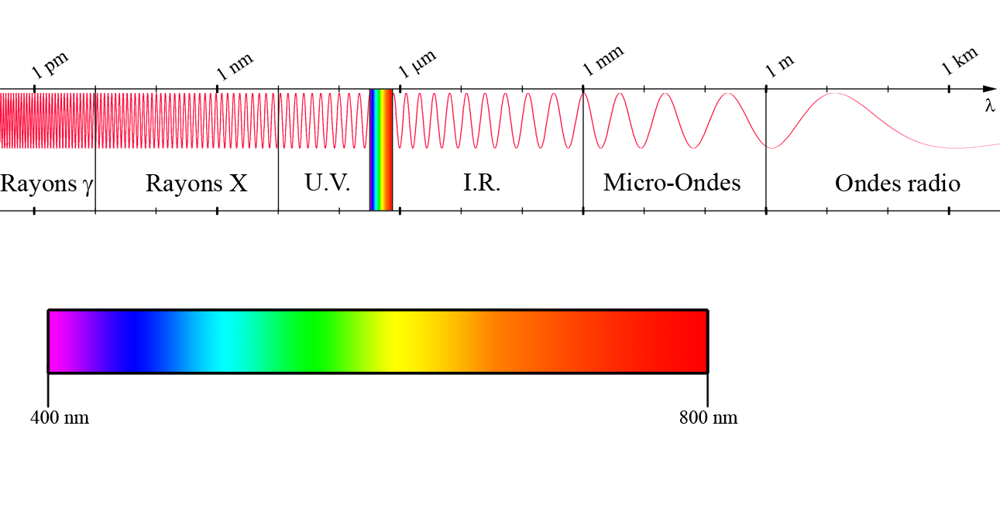 1 pm
1 nm
1 μm
1 mm
1 m
1 km
λ
Rayons γ
Rayons X
U.V.
I.R.
Micro-Ondes
Ondes radio
400 nm
800 nm